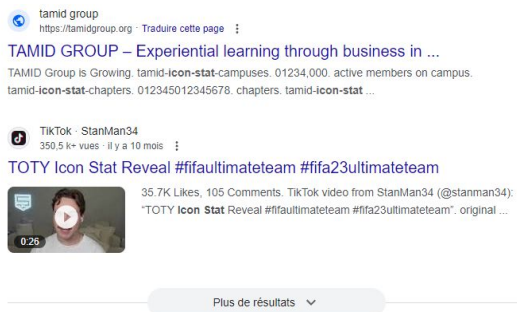 tamid group
https://tamidgroup.org · Traduire cette page
TAMID GROUP – Experiential learning through business in ...
TAMID Group is Growing. tamid-icon-stat-campuses. 01234,000. active members on campus.
tamid-icon-stat-chapters. 012345012345678. chapters. tamid-icon-stat ...
TikTok · StanMan34
350,5 k+ vues · il y a 10 mois
TOTY Icon Stat Reveal #fifaultimateteam #fifa23ultimateteam
35.7K Likes, 105 Comments. TikTok video from StanMan34 (@stanman34):
“TOTY Icon Stat Reveal #fifaultimateteam #fifa23ultimateteam”. original ...
0:26
Plus de résultats